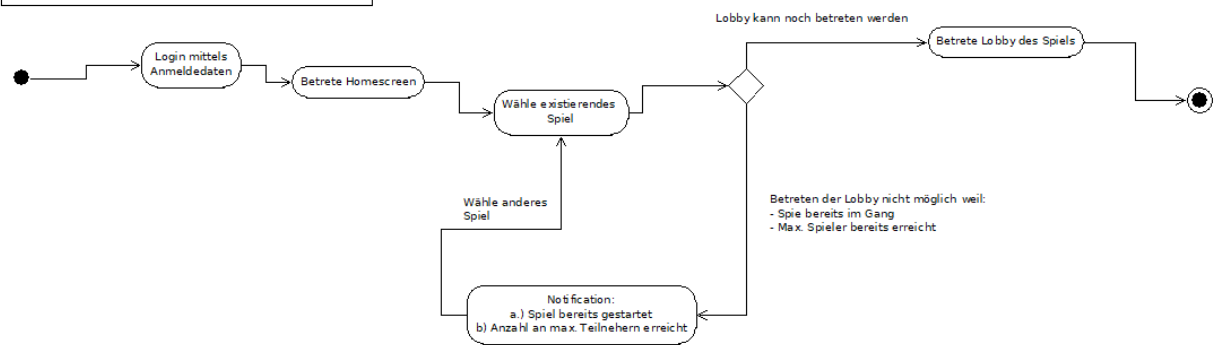 Lobby kann noch betreten werden
Login mittels
Anmeldedaten
Betrete Homescreen
Wähle existierendes
Spiel
Betrete Lobby des Spiels
Wähle anderes
Spiel
Betreten der Lobby nicht möglich weil:
- Spie bereits im Gang
- Max. Spieler bereits erreicht
Notification:
a.) Spiel bereits gestartet
b) Anzahl an max. Teilnehern erreicht